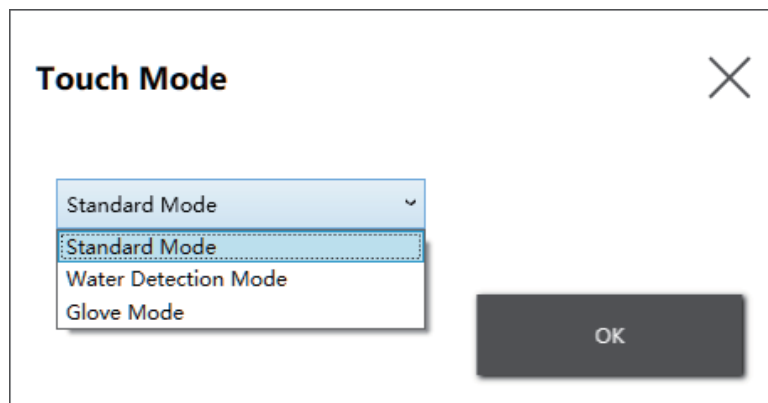 Touch Mode
Standard Mode
Standard Mode
Water Detection Mode
Glove Mode
OK